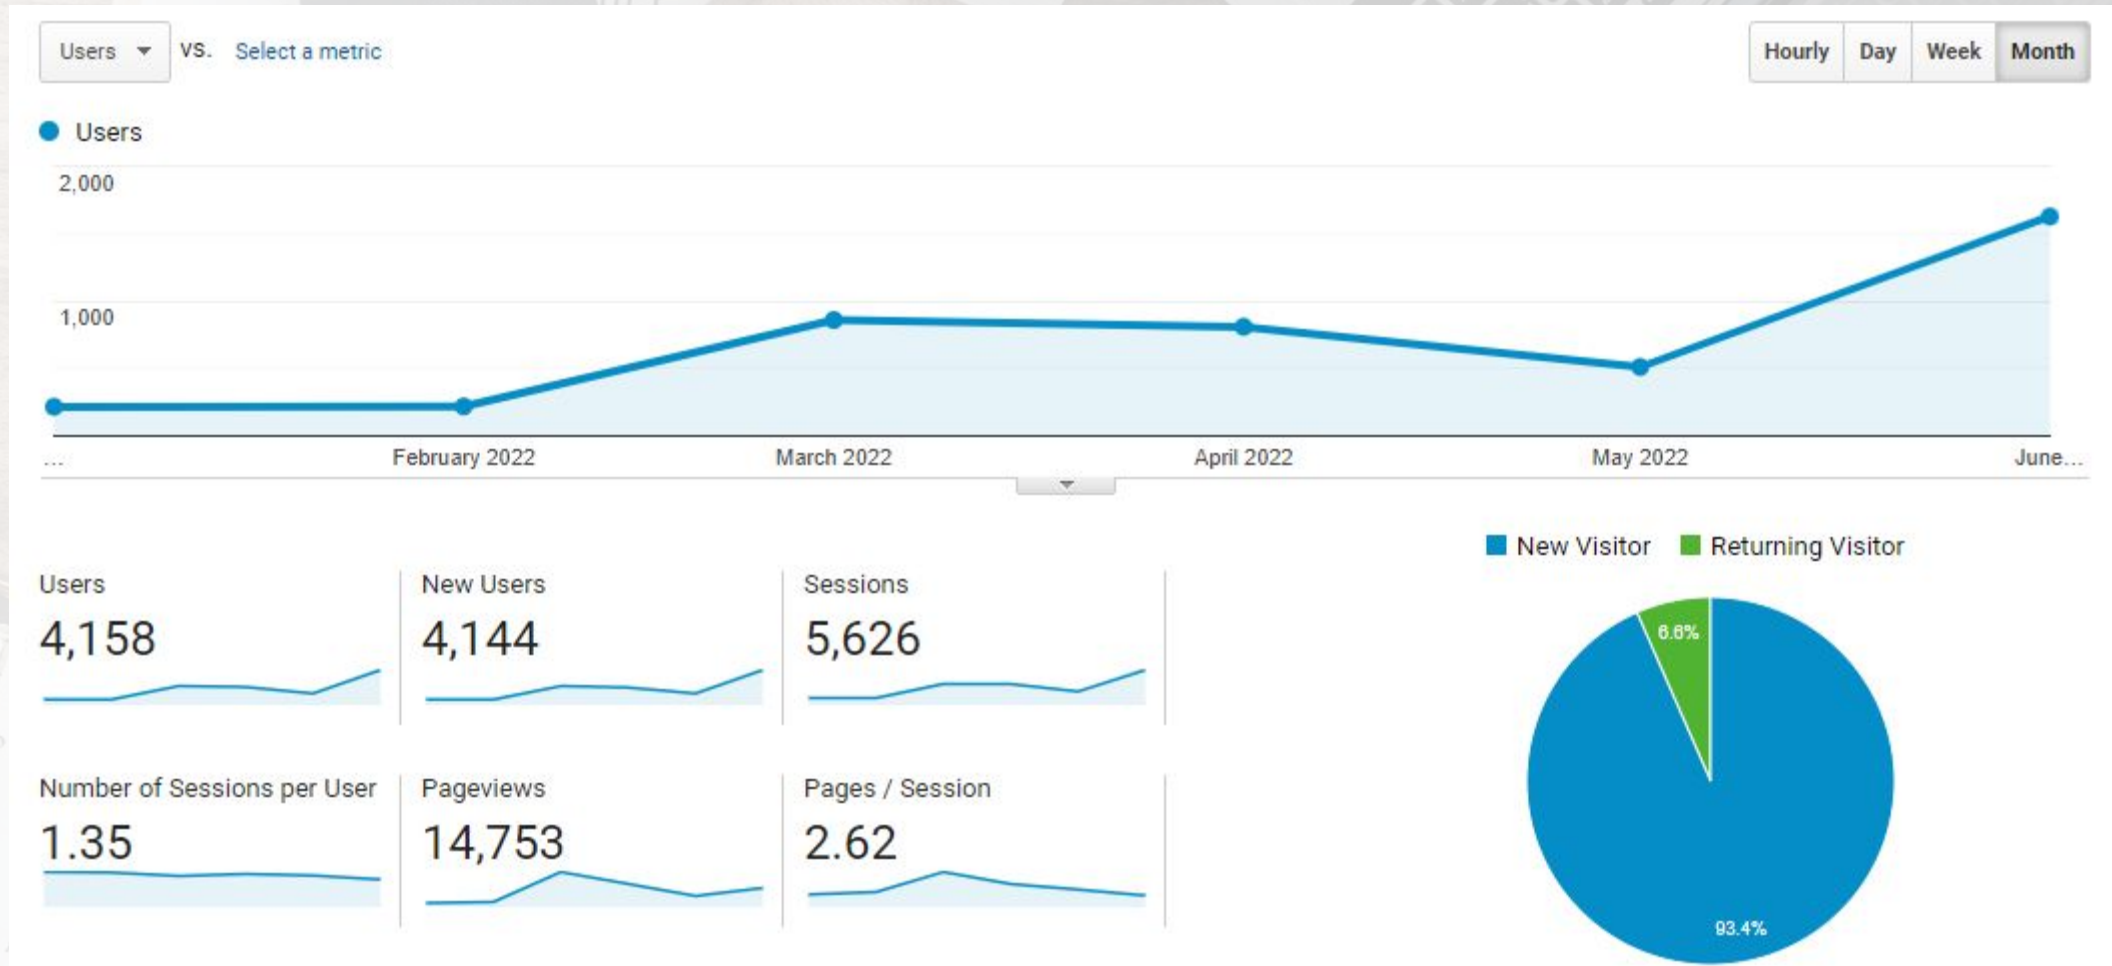 Users vs. Select a metric
Hourly Day Week Month
Users
2,000
1,000
... February 2022 March 2022 April 2022 May 2022 June...
New Visitor Returning Visitor
Users New Users Sessions
4,158 4,144 5,626
6.6%
Number of Sessions per User Pageviews Pages / Session
1.35 14,753 2.62
93.4%